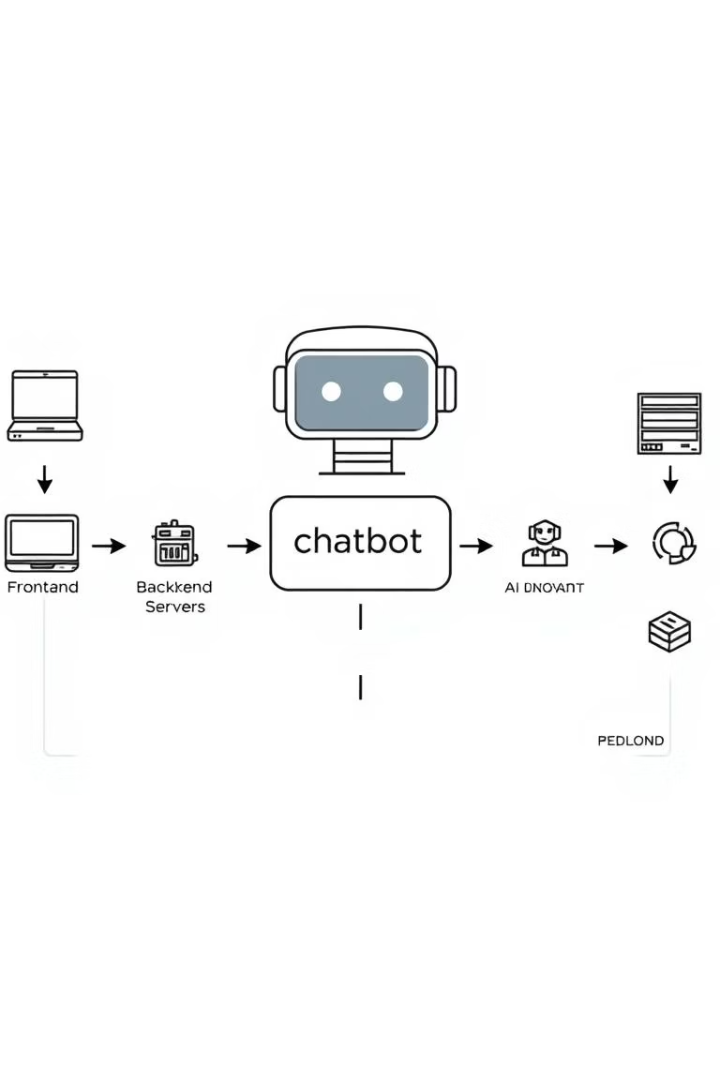 chatbot
Frontand
Backkend
Servers
AI DNOVANT
PEDLOND